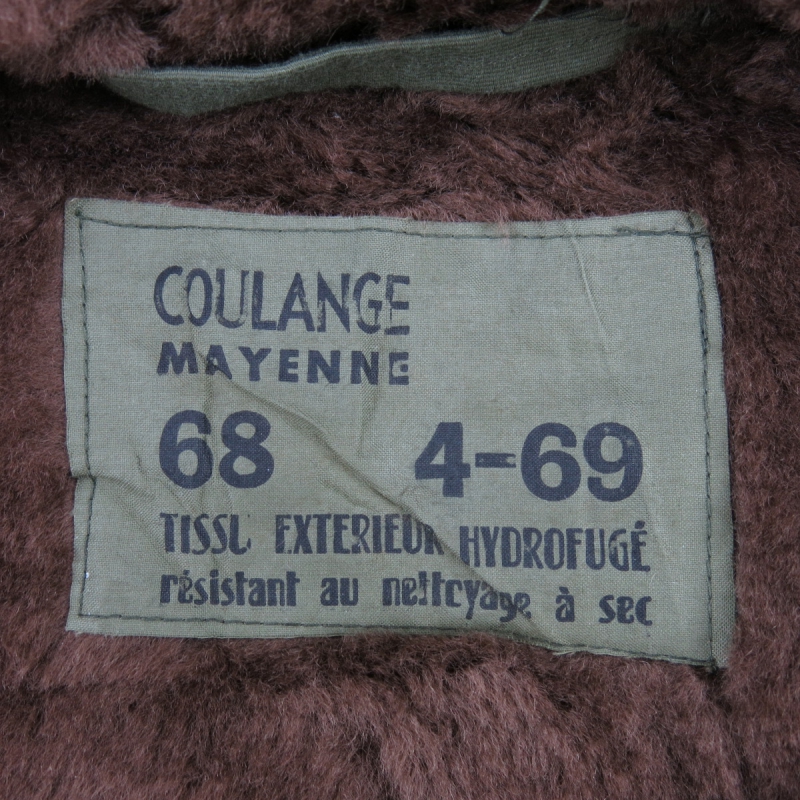 COULANGE
MAYENNE
68 4-69
TISSU EXTERIEUR HYDROFUGÉ
résistant au nettoyage à sec